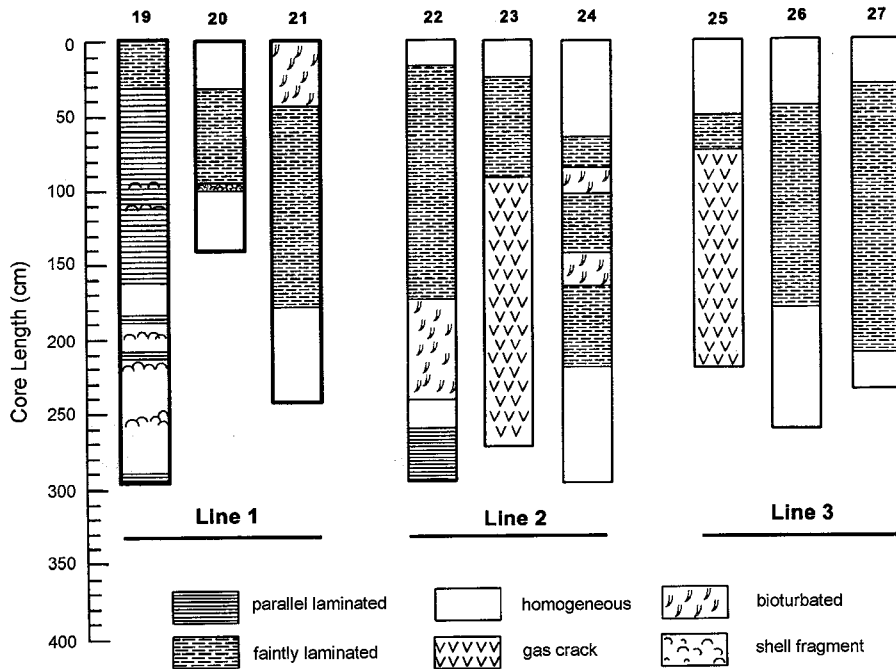 19 20 21 22 23 24 25 26 27
0
50
100
150
200
250
300
350
400
Core Length (cm)
Line 1 Line 2 Line 3
parallel laminated homogeneous bioturbated
faintly laminated gas crack shell fragment